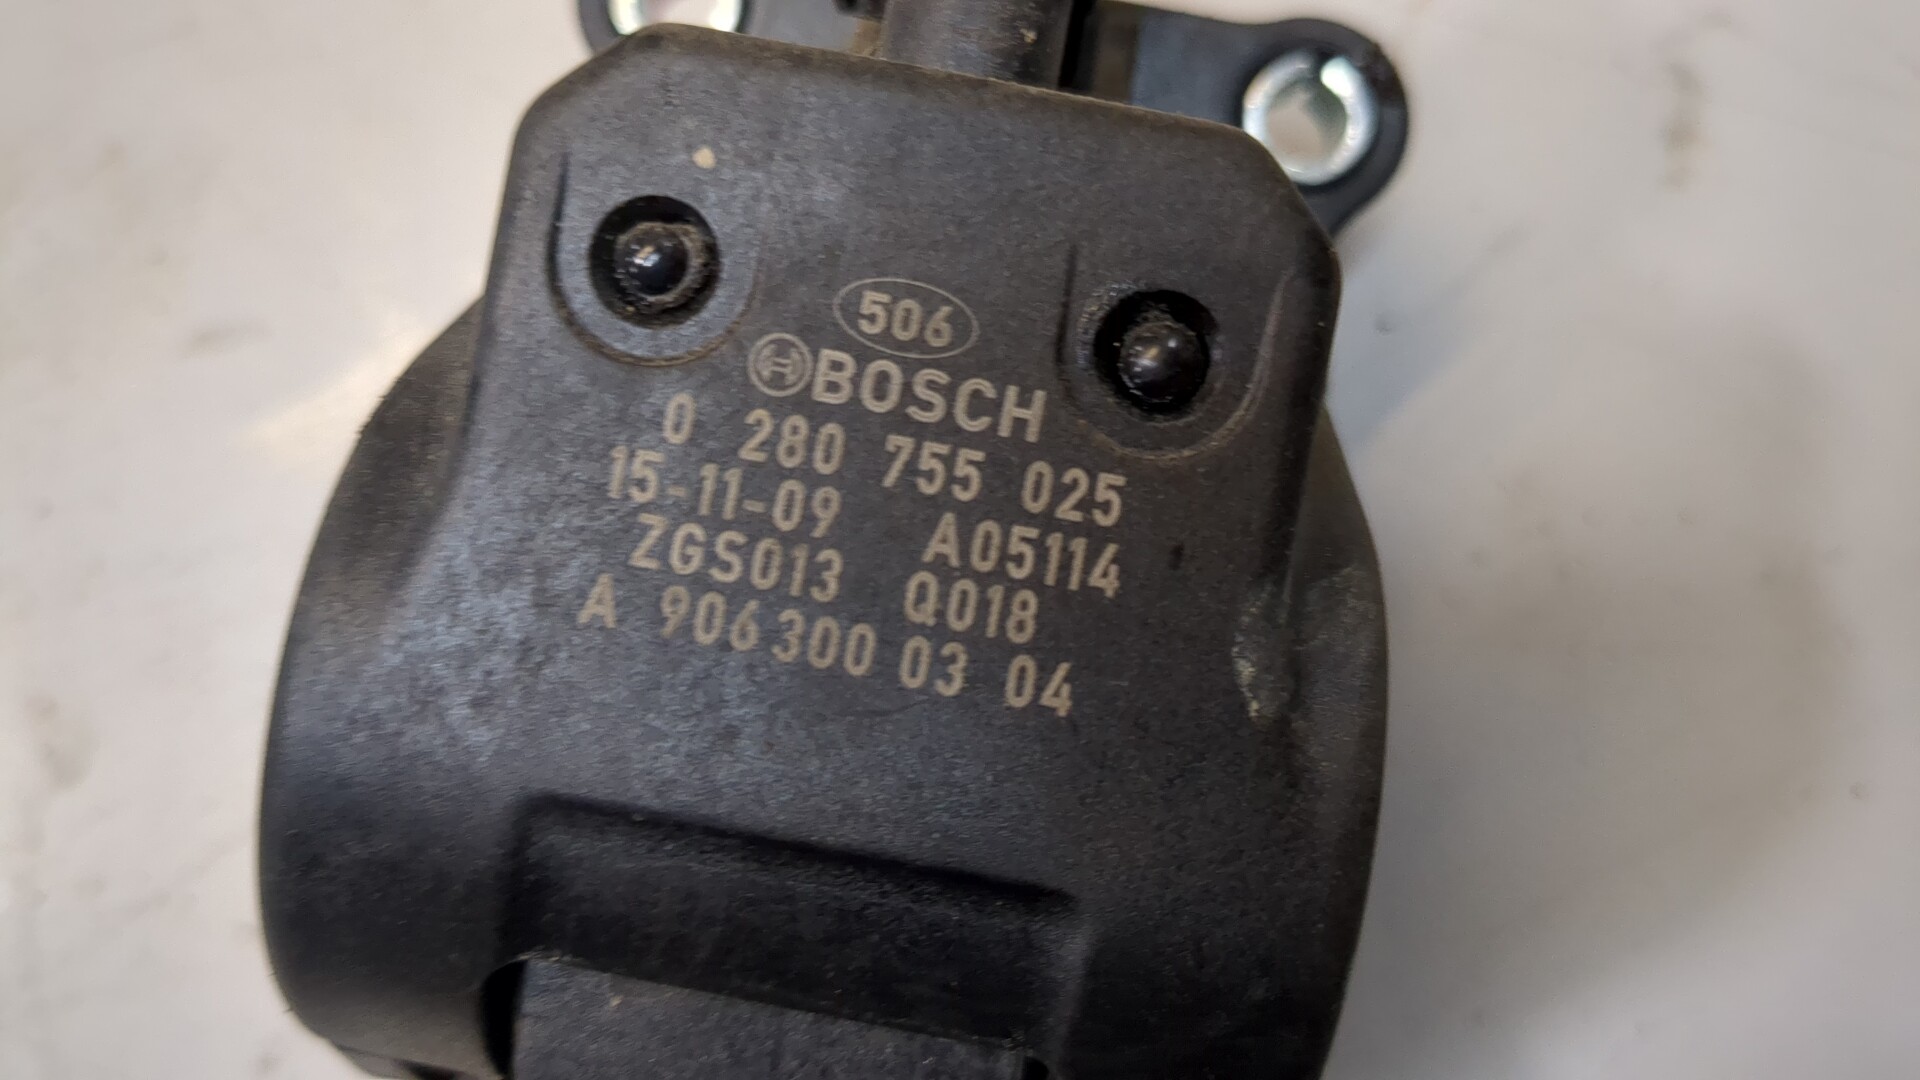 506
BOSCH
0 280 755 025
15-11-09 A05114
ZGS013 Q018
A 906 300 03 04